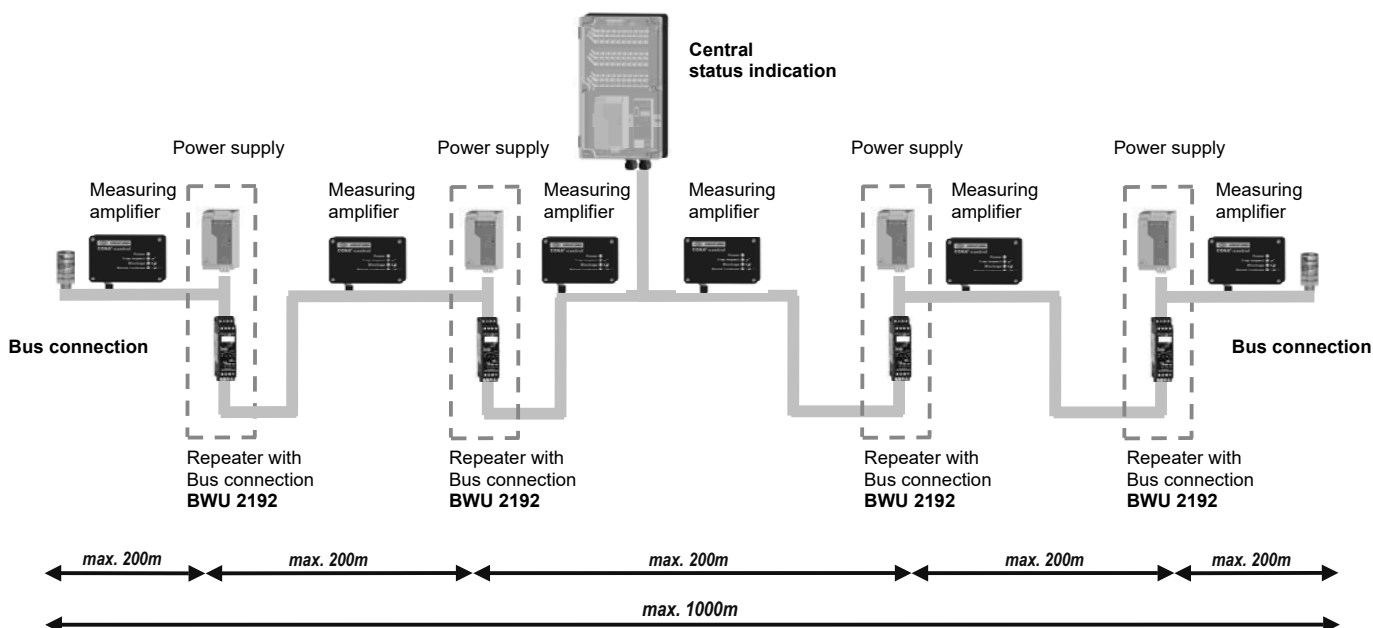 Central
status indication
Power supply
Power supply
Power supply
Power supply
Measuring
amplifier
Measuring
amplifier
Measuring
amplifier
Measuring
amplifier
Measuring
amplifier
Measuring
amplifier
Bus connection
Bus connection
Repeater with
Bus connection
BWU 2192
Repeater with
Bus connection
BWU 2192
Repeater with
Bus connection
BWU 2192
Repeater with
Bus connection
BWU 2192
max. 200m
max. 200m
max. 200m
max. 200m
max. 200m
max. 1000m